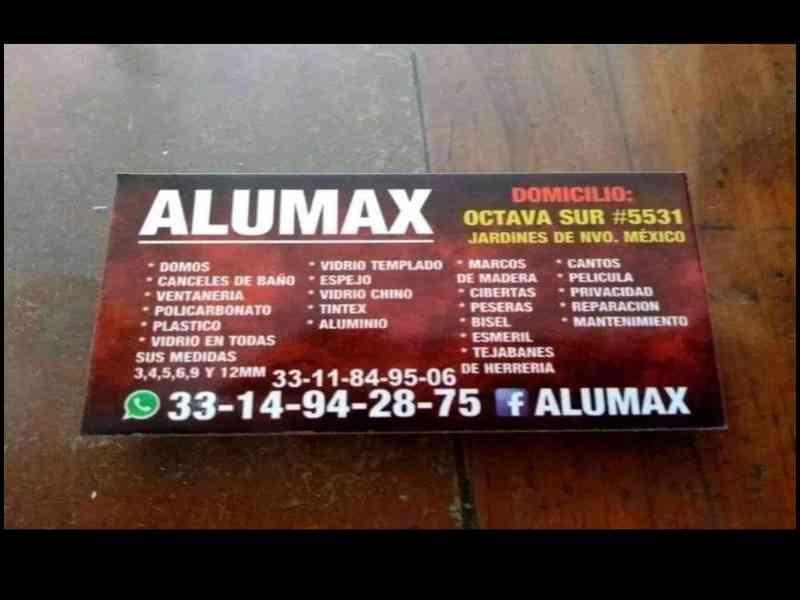 ALUMAX
DOMICILIO:
OCTAVA SUR #5531
JARDINES DE NVO. MÉXICO
* DOMOS
* CANCELES DE BAÑO
* VENTANERIA
* POLICARBONATO
* PLASTICO
* VIDRIO EN TODAS
SUS MEDIDAS
3,4,5,6,9 Y 12MM
* VIDRIO TEMPLADO
* ESPEJO
* VIDRIO CHINO
* TINTEX
* ALUMINIO
* MARCOS
DE MADERA
* CIBERTAS
* PESERAS
* BISEL
* ESMERIL
* TEJABANES
DE HERRERIA
* CANTOS
* PELICULA
* PRIVACIDAD
* REPARACION
* MANTENIMIENTO
33-11-84-95-06
33-14-94-28-75
f ALUMAX